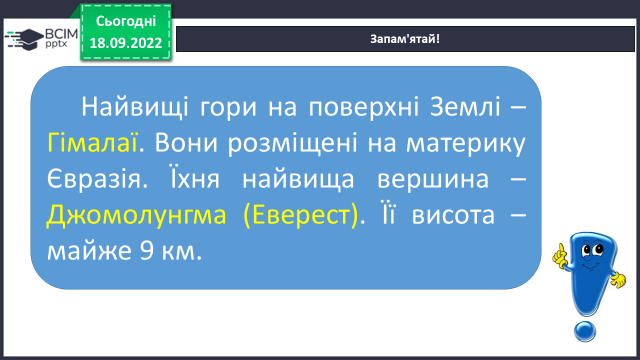 Сьогодні
18.09.2022
BCIM
pptx
Запам'ятай!
Найвищі гори на поверхні Землі –
Гімалаї. Вони розміщені на материку
Євразія. Їхня найвища вершина –
Джомолунгма (Еверест). Її висота –
майже 9 км.